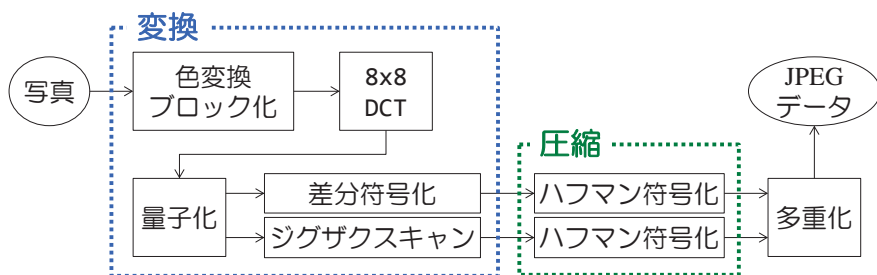 変換
写真
色変換
ブロック化
8x8
DCT
JPEG
データ
圧縮
量子化
差分符号化
ハフマン符号化
ジグザクスキャン
ハフマン符号化
多重化